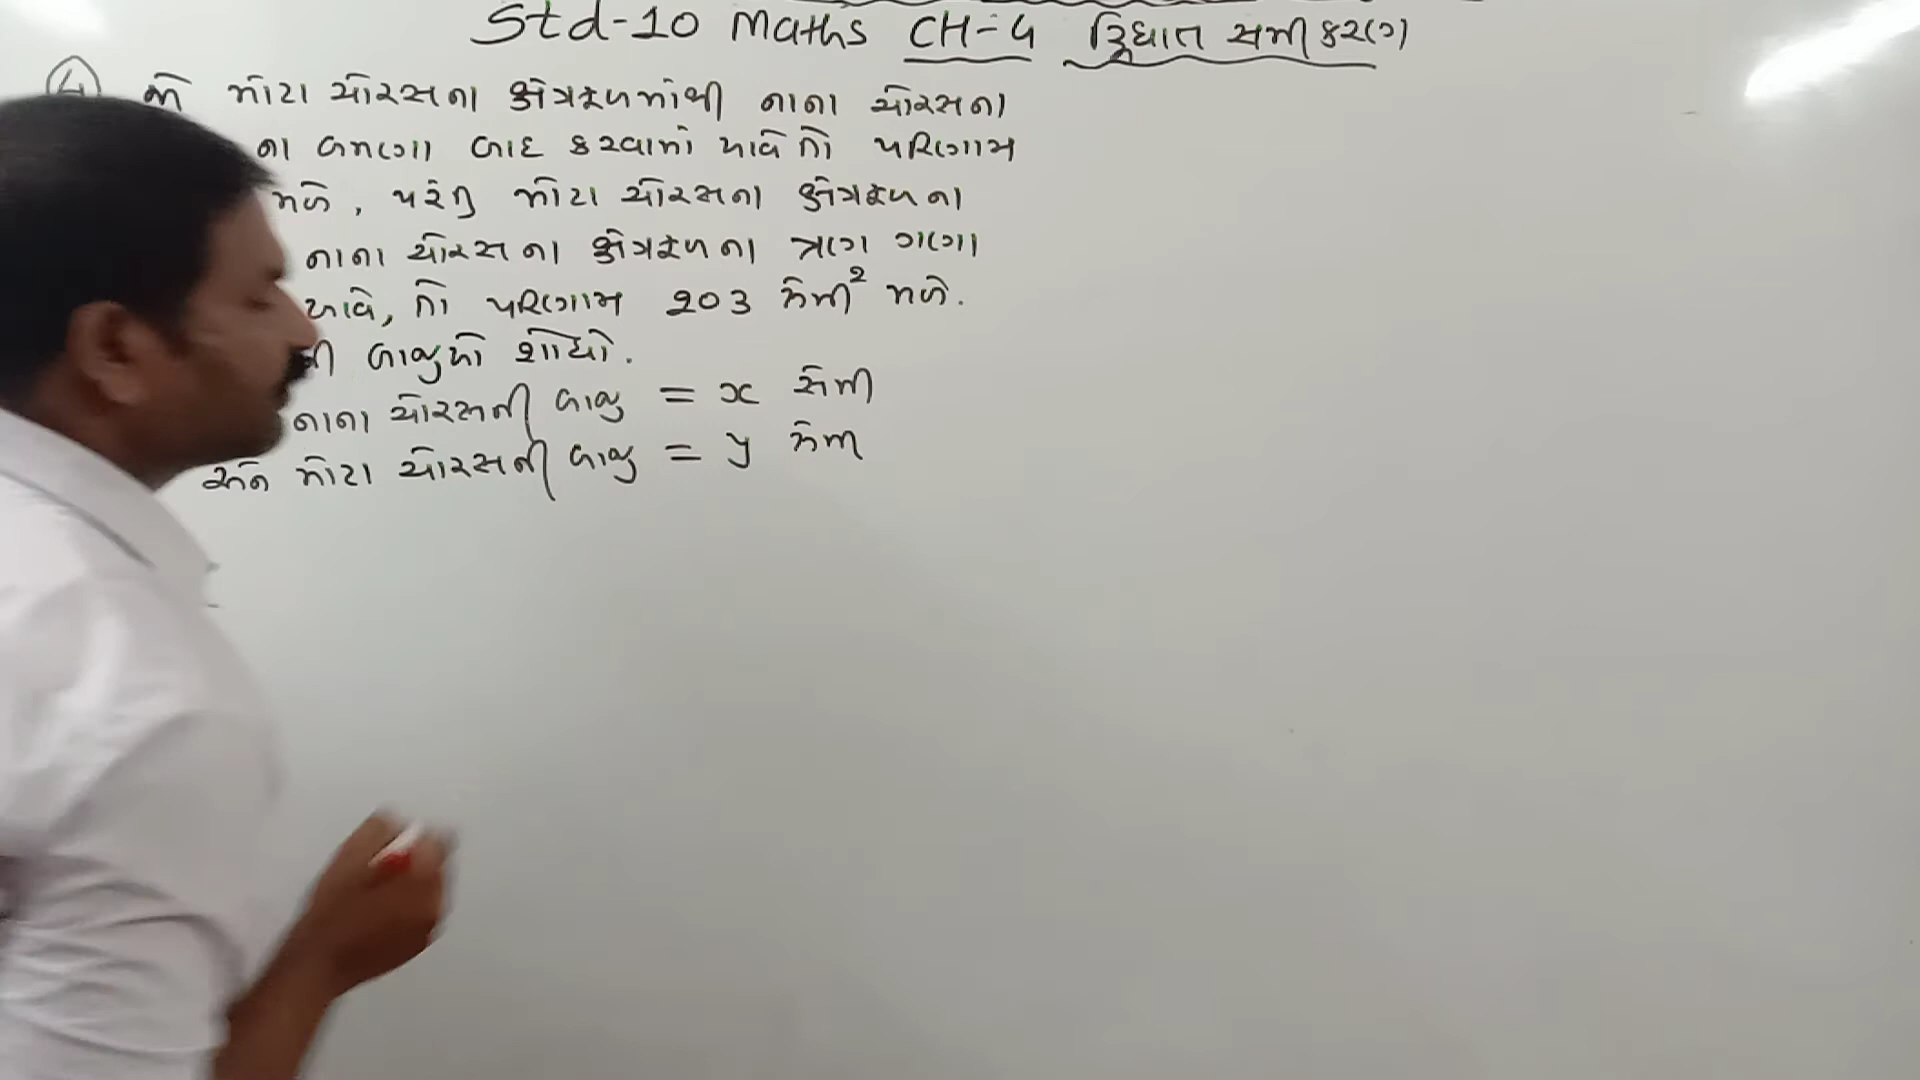 Std-10 Maths CH-4 દ્વિઘાત સમીકરણ
4 જો મોટા ચોરસના ક્ષેત્રફળમાંથી નાના ચોરસના
ના બમણા બાદ કરવામાં આવે તો પરિણામ
મળે, પરંતુ મોટા ચોરસના ક્ષેત્રફળના
નાના ચોરસના ક્ષેત્રફળના ત્રણ ગણા
આવે, તો પરિણામ 203 સેમી² મળે.
ની બાજુઓ શોધો.
નાના ચોરસની બાજુ = x સેમી
અને મોટા ચોરસની બાજુ = y સેમી